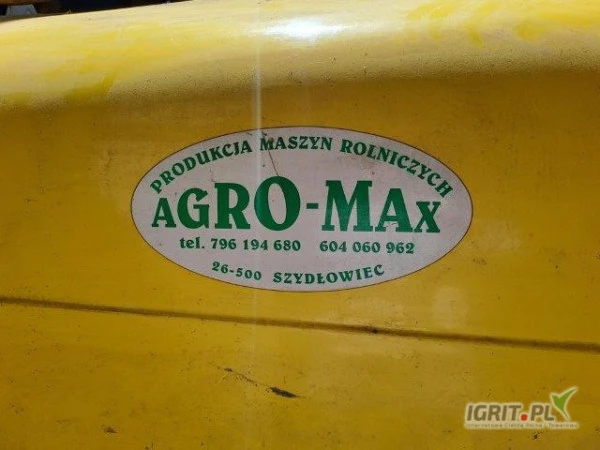 PRODUKCJA MASZYN ROLNICZYCH
AGRO-MAX
tel. 796 194 680 604 060 962
26-500 SZYDŁOWIEC
IGRIT.PL